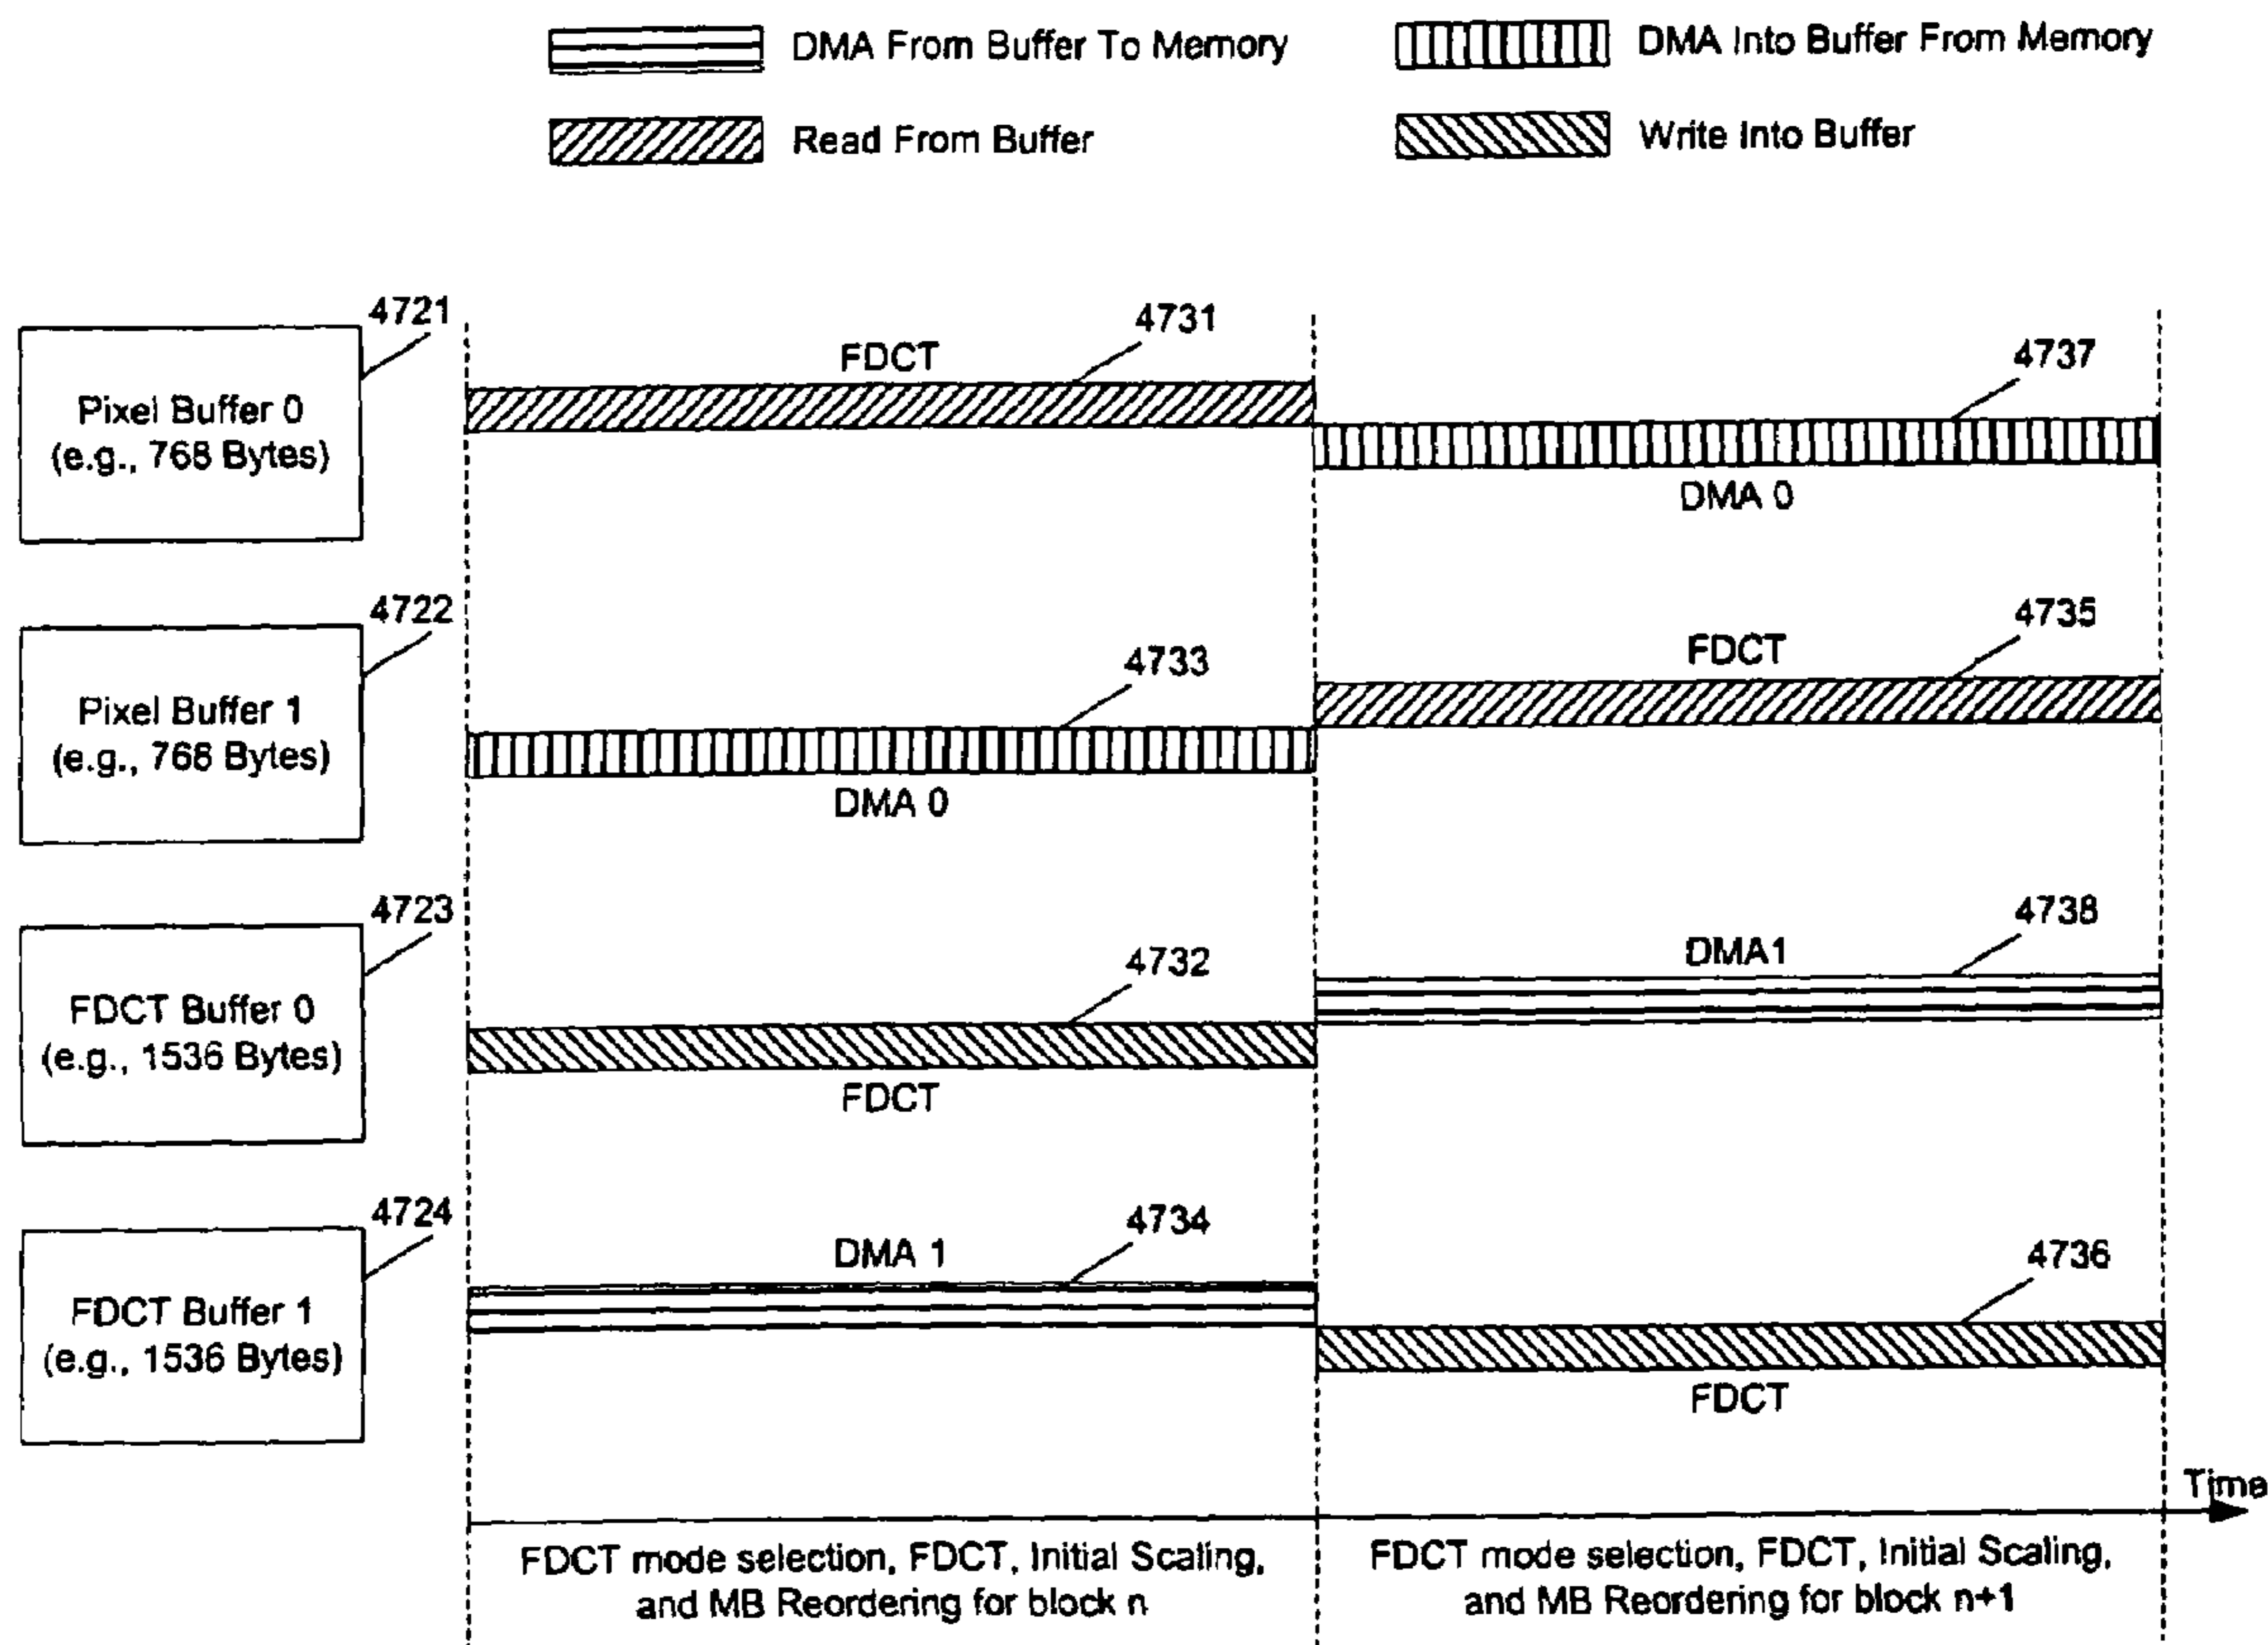 DMA From Buffer To Memory
DMA Into Buffer From Memory
Read From Buffer
Write Into Buffer
4721
Pixel Buffer 0
(e.g., 768 Bytes)
FDCT
4731
4737
DMA 0
4722
Pixel Buffer 1
(e.g., 768 Bytes)
4733
DMA 0
FDCT
4735
4723
FDCT Buffer 0
(e.g., 1536 Bytes)
4732
FDCT
DMA1
4738
4724
FDCT Buffer 1
(e.g., 1536 Bytes)
DMA 1
4734
4736
FDCT
Time
FDCT mode selection, FDCT, Initial Scaling,
and MB Reordering for block n
FDCT mode selection, FDCT, Initial Scaling,
and MB Reordering for block n+1